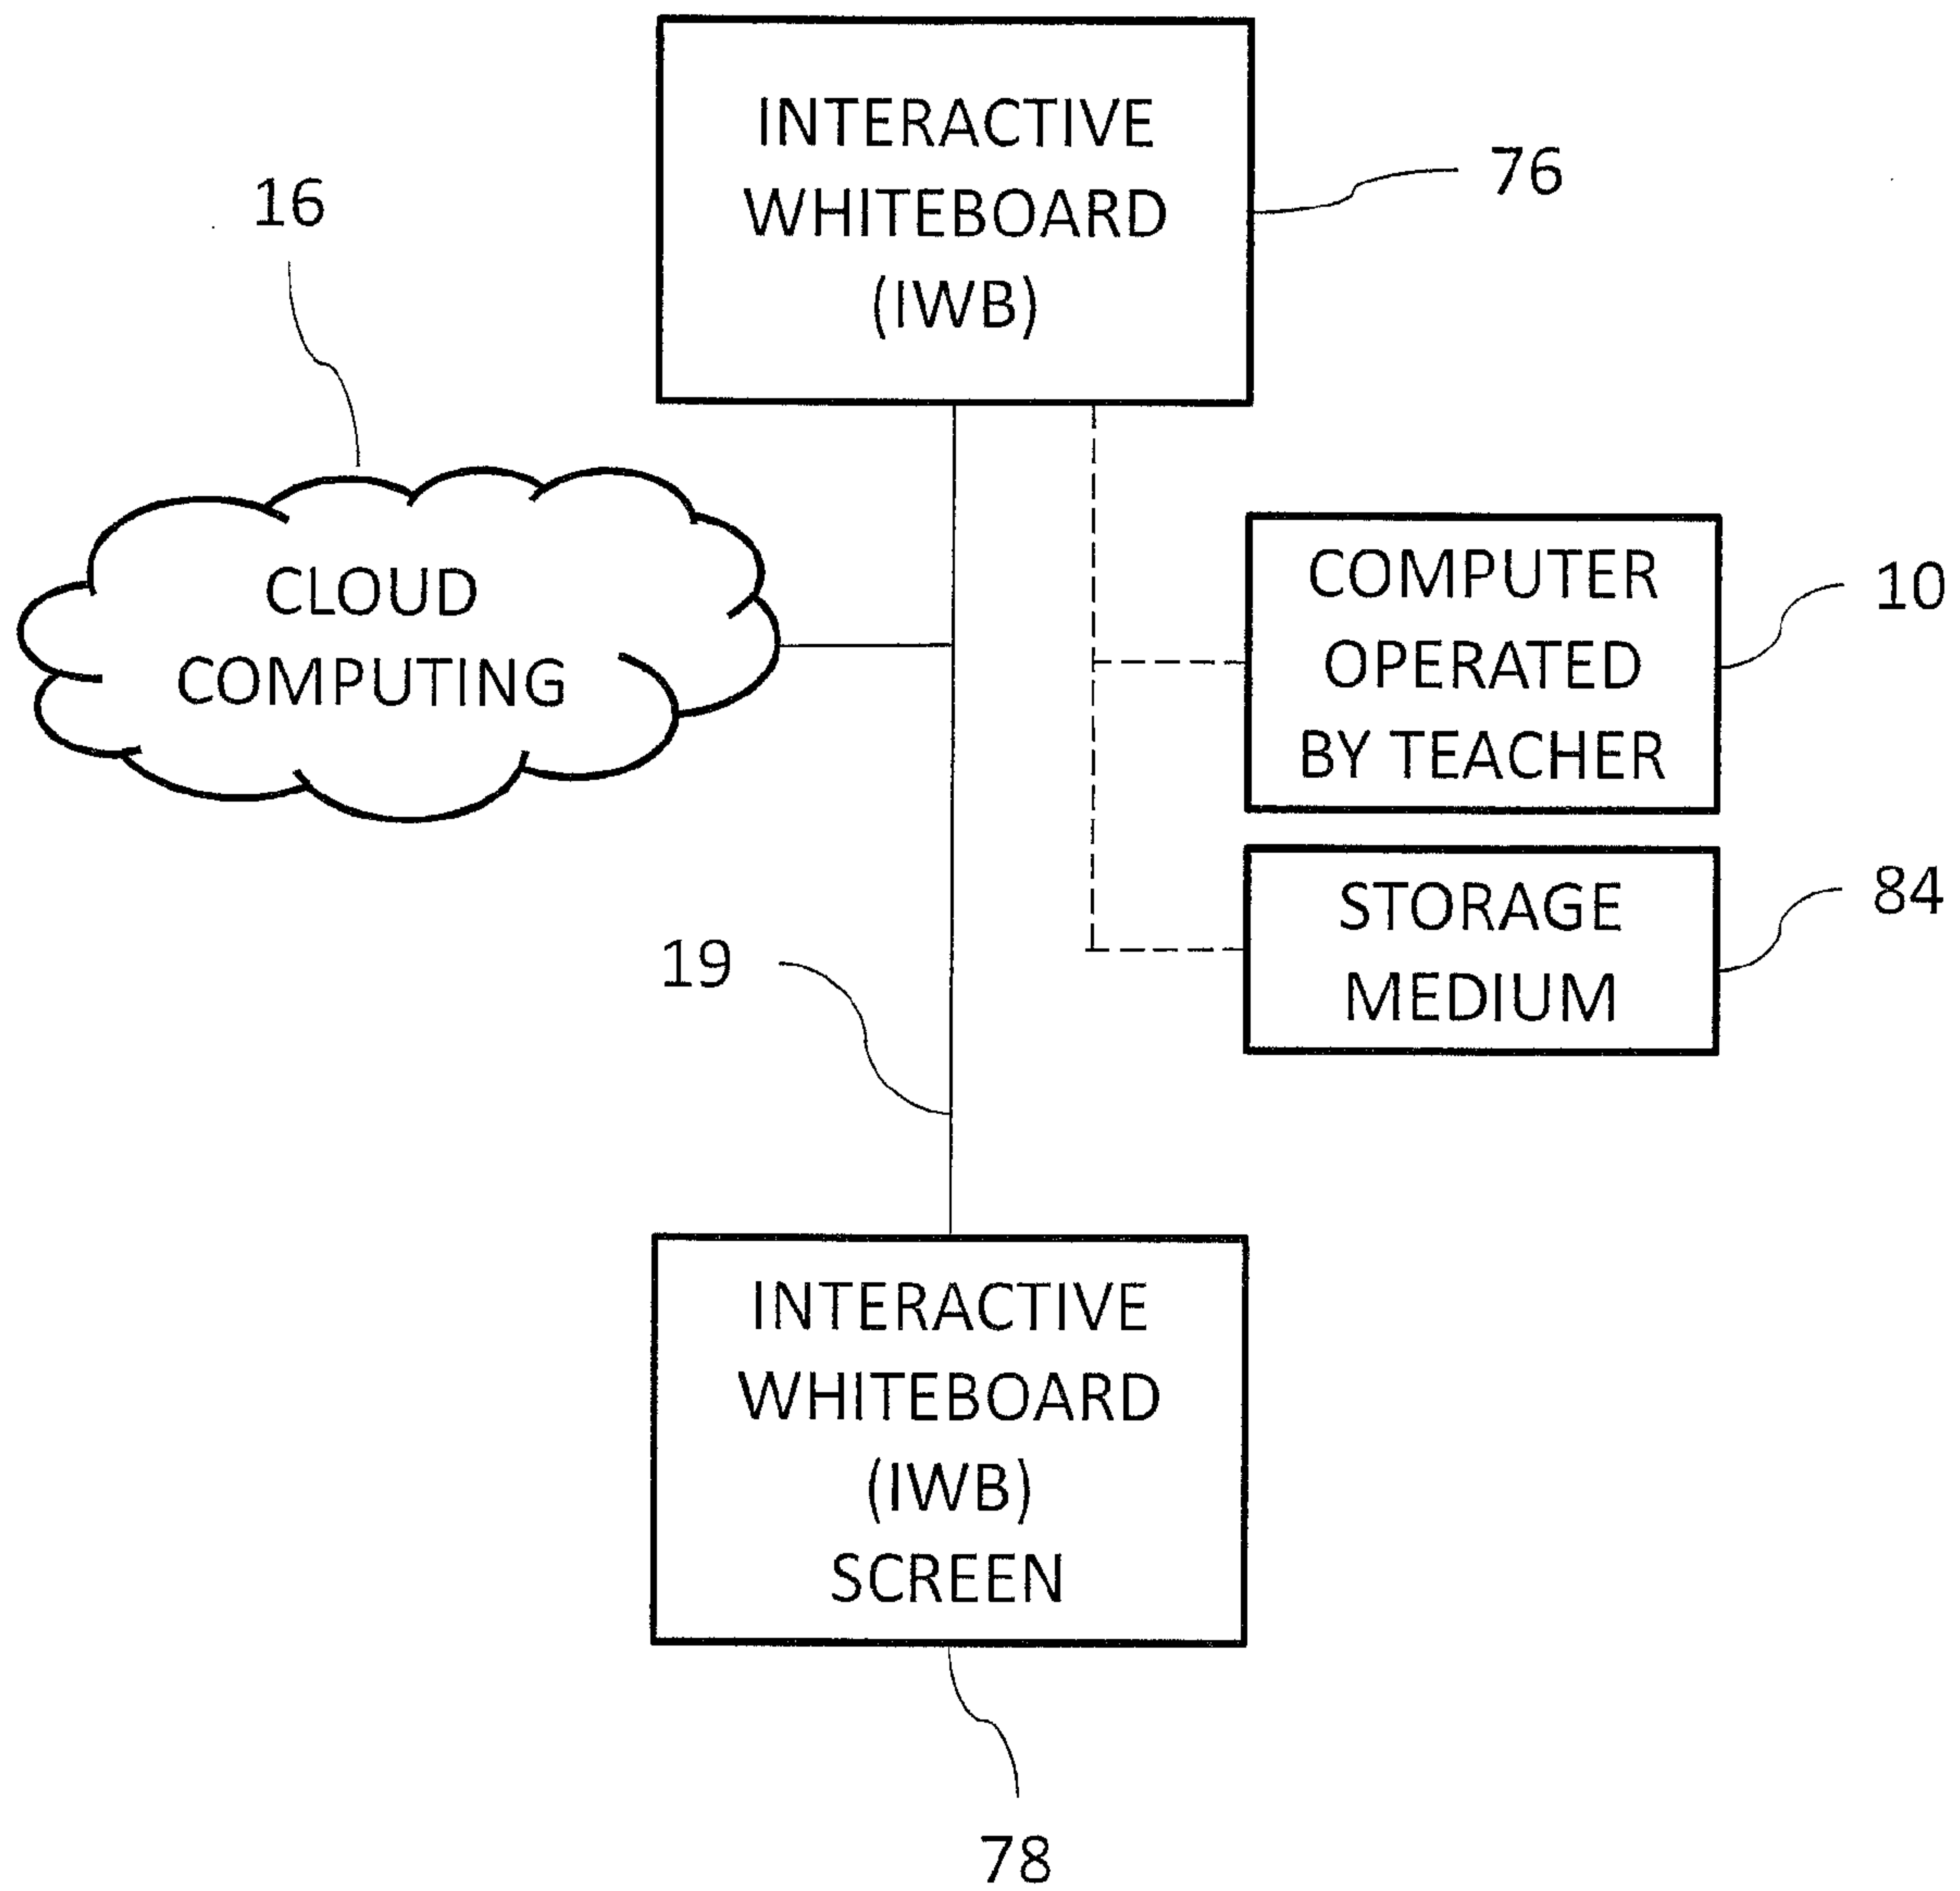 INTERACTIVE
WHITEBOARD
(IWB)
76
16
CLOUD
COMPUTING
COMPUTER
OPERATED
BY TEACHER
10
STORAGE
MEDIUM
84
19
INTERACTIVE
WHITEBOARD
(IWB)
SCREEN
78